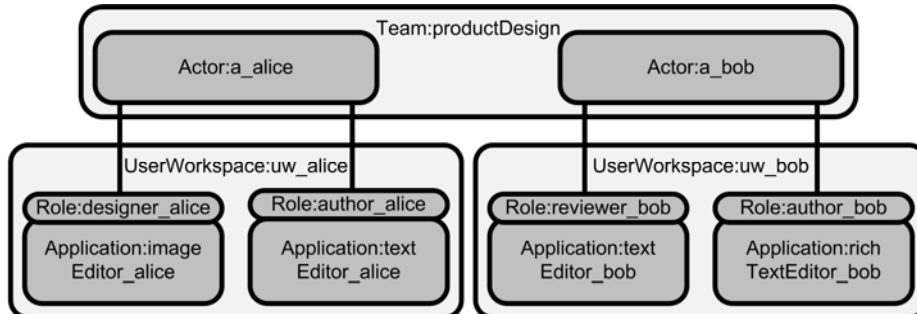 Team:productDesign
Actor:a_alice
Actor:a_bob
UserWorkspace:uw_alice
UserWorkspace:uw_bob
Role:designer_alice
Role:author_alice
Role:reviewer_bob
Role:author_bob
Application:image
Editor_alice
Application:text
Editor_alice
Application:text
Editor_bob
Application:rich
TextEditor_bob